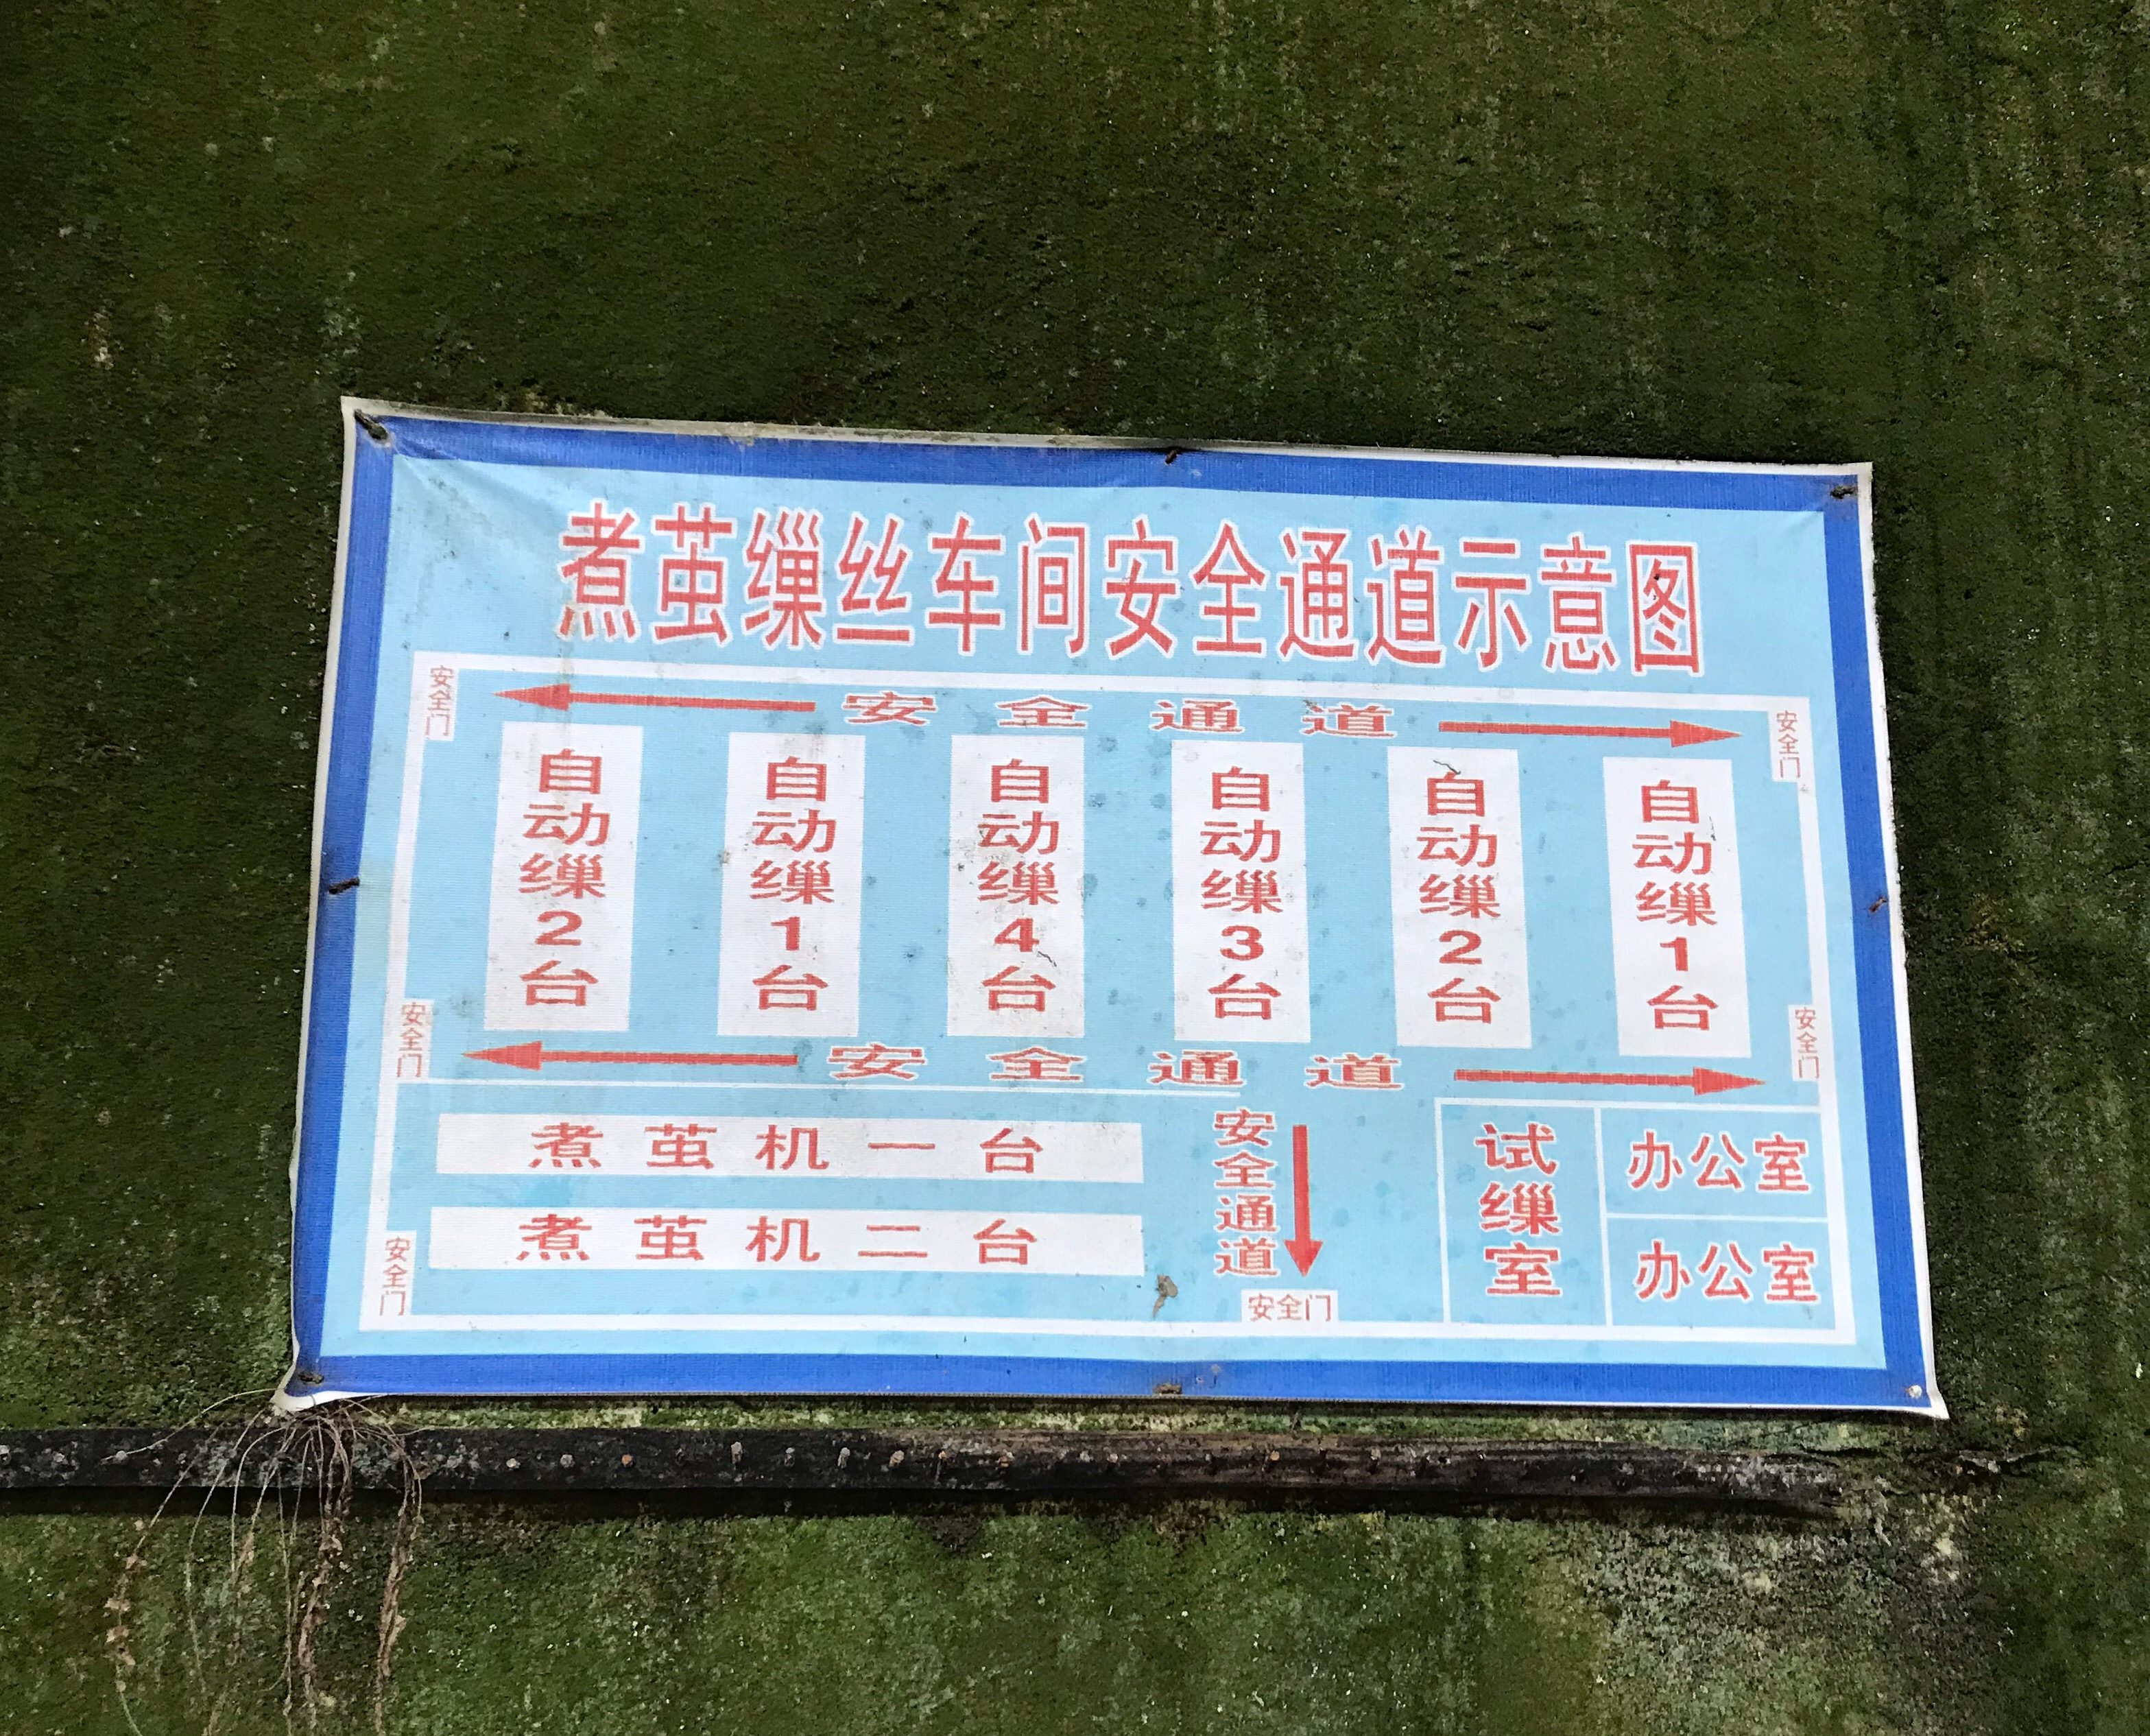 煮茧缫丝车间安全通道示意图
安全门
安全通道
安全门
自动缫2台
自动缫1台
自动缫4台
自动缫3台
自动缫2台
自动缫1台
安全门
安全通道
安全门
煮茧机一台
煮茧机二台
安全门
安全通道
安全门
试缫室
办公室
办公室